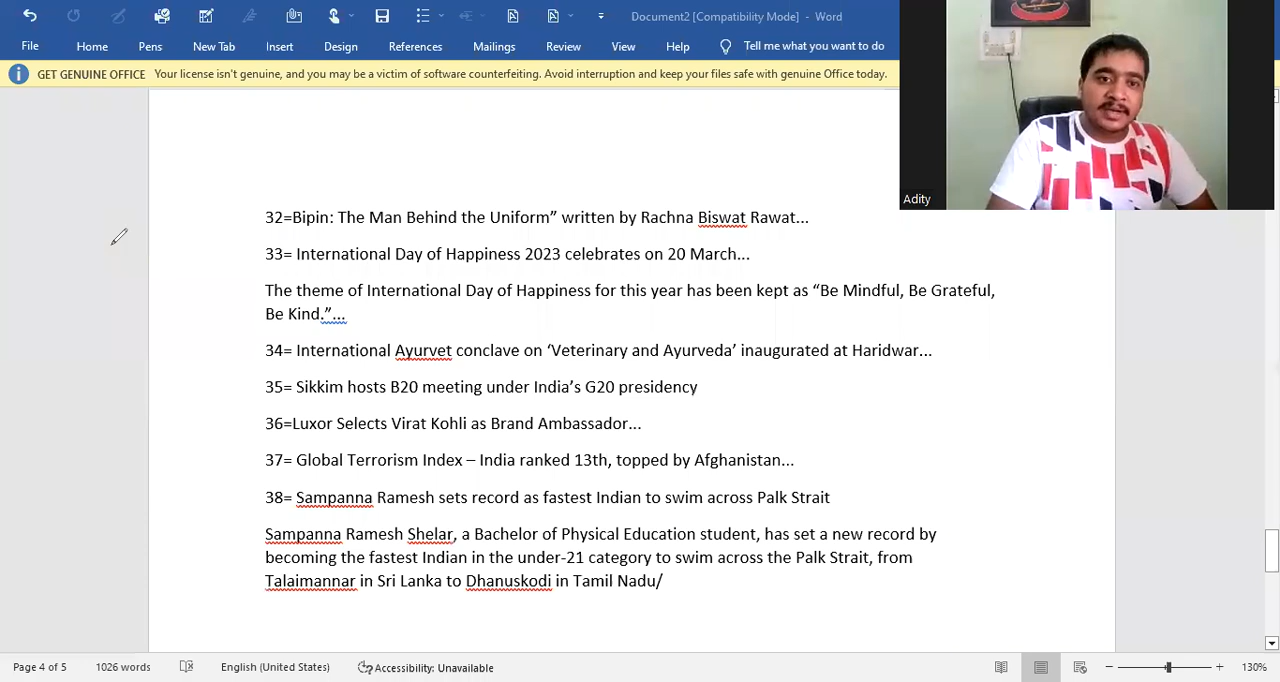 Document2 [Compatibility Mode] - Word
File Home Pens New Tab Insert Design References Mailings Review View Help Tell me what you want to do
GET GENUINE OFFICE Your license isn't genuine, and you may be a victim of software counterfeiting. Avoid interruption and keep your files safe with genuine Office today.
Adity
32=Bipin: The Man Behind the Uniform” written by Rachna Biswat Rawat...
33= International Day of Happiness 2023 celebrates on 20 March...
The theme of International Day of Happiness for this year has been kept as “Be Mindful, Be Grateful,
Be Kind.”...
34= International Ayurvet conclave on ‘Veterinary and Ayurveda’ inaugurated at Haridwar...
35= Sikkim hosts B20 meeting under India’s G20 presidency
36=Luxor Selects Virat Kohli as Brand Ambassador...
37= Global Terrorism Index – India ranked 13th, topped by Afghanistan...
38= Sampanna Ramesh sets record as fastest Indian to swim across Palk Strait
Sampanna Ramesh Shelar, a Bachelor of Physical Education student, has set a new record by
becoming the fastest Indian in the under-21 category to swim across the Palk Strait, from
Talaimannar in Sri Lanka to Dhanuskodi in Tamil Nadu/
Page 4 of 5 1026 words English (United States) Accessibility: Unavailable 130%